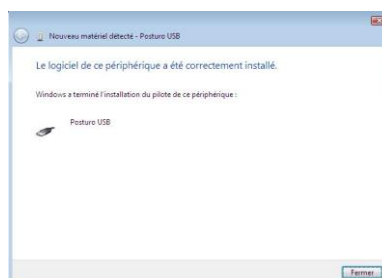 Nouveau matériel détecté - Posturo USB
Le logiciel de ce périphérique a été correctement installé.
Windows a terminé l'installation du pilote de ce périphérique :
Posturo USB
Fermer